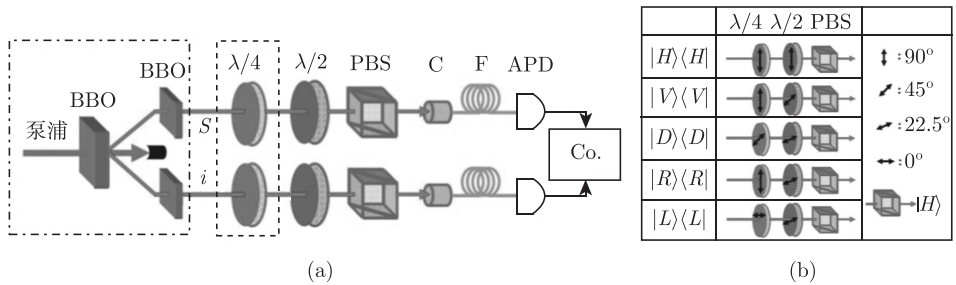 BBO
BBO
λ/4
λ/2
PBS
C
F
APD
泵浦
S
i
Co.
(a)
λ/4 λ/2 PBS
|H⟩⟨H|
|V⟩⟨V|
|D⟩⟨D|
|R⟩⟨R|
|L⟩⟨L|
:90°
:45°
:22.5°
:0°
|H⟩
(b)